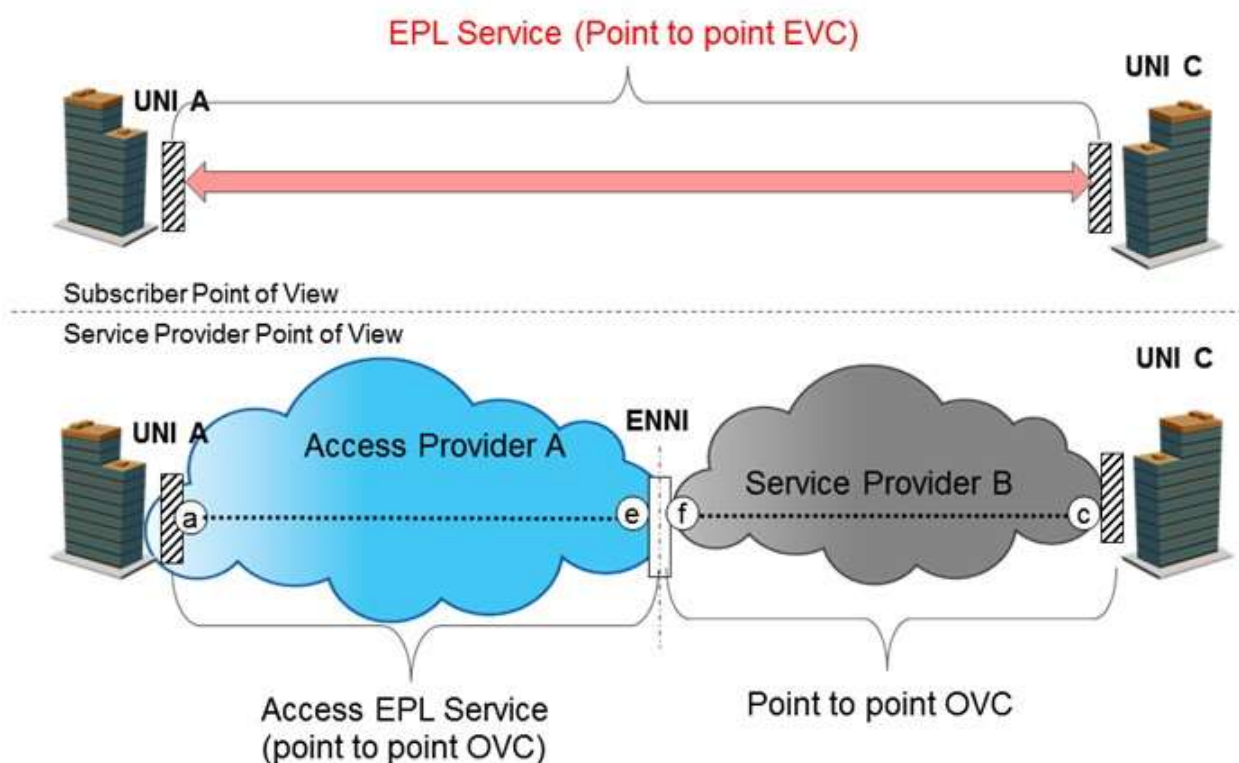 EPL Service (Point to point EVC)
UNI A
UNI C
Subscriber Point of View
Service Provider Point of View
UNI C
UNI A
Access Provider A
ENNI
Service Provider B
a
e
f
c
Access EPL Service
(point to point OVC)
Point to point OVC